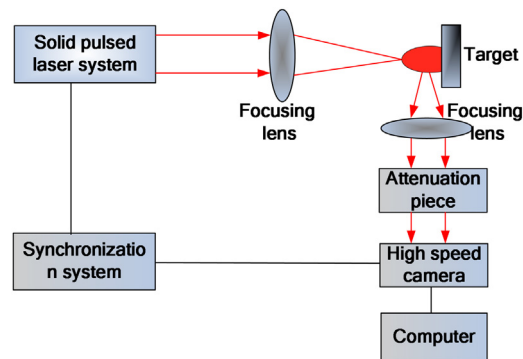 Solid pulsed
laser system
Focusing
lens
Target
Focusing
lens
Attenuation
piece
Synchronizatio
n system
High speed
camera
Computer